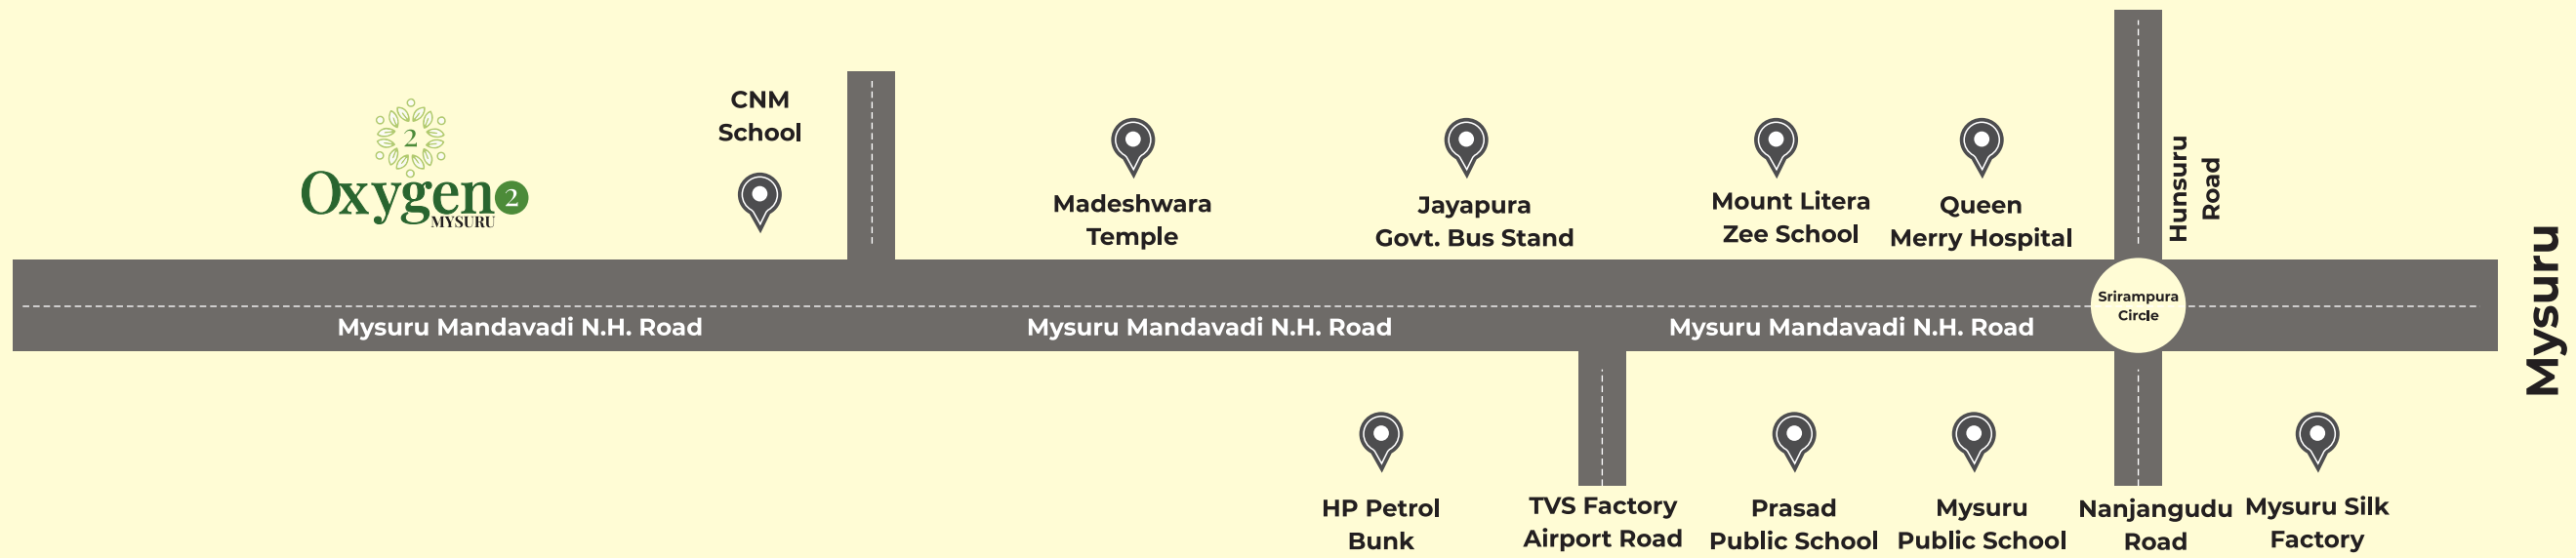 2
Oxygen 2
MYSURU
CNM
School
Madeshwara
Temple
Jayapura
Govt. Bus Stand
Mount Litera
Zee School
Queen
Merry Hospital
Hunsuru
Road
Mysuru
Srirampura
Circle
Mysuru Mandavadi N.H. Road
Mysuru Mandavadi N.H. Road
Mysuru Mandavadi N.H. Road
HP Petrol
Bunk
TVS Factory
Airport Road
Prasad
Public School
Mysuru
Public School
Nanjangudu
Road
Mysuru Silk
Factory